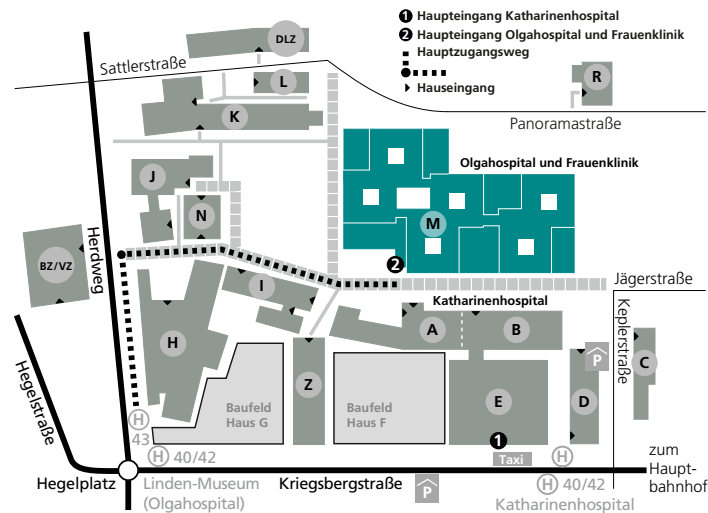 1 Haupteingang Katharinenhospital
2 Haupteingang Olgahospital und Frauenklinik
Hauptzugangsweg
Hauseingang
DLZ
Sattlerstraße
L
R
K
Panoramastraße
Olgahospital und Frauenklinik
J
N
M
Herdweg
BZ/VZ
2
I
Jägerstraße
Katharinenhospital
A
B
H
Keplerstraße
P
C
Z
Hegelstraße
Baufeld
Haus G
Baufeld
Haus F
E
D
H
43
1
H 40/42
Taxi
H
zum
Haupt-
bahnhof
Hegelplatz
Linden-Museum
(Olgahospital)
Kriegsbergstraße
P
H 40/42
Katharinenhospital